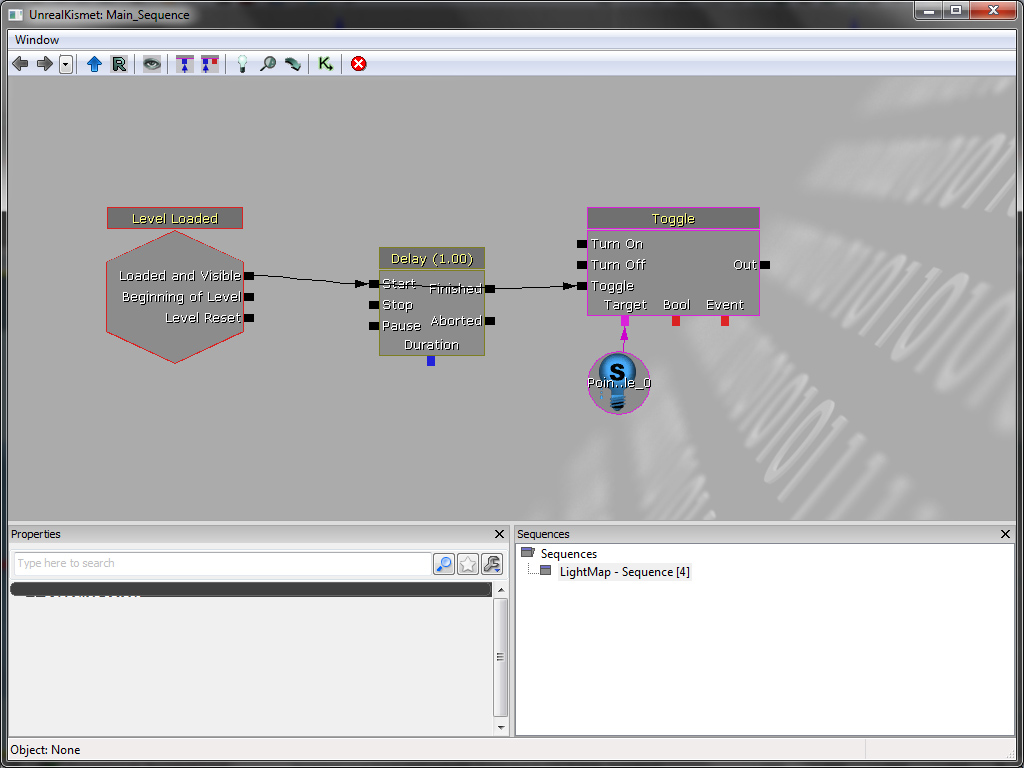 UnrealKismet: Main_Sequence
Window
Level Loaded
Loaded and Visible
Beginning of Level
Level Reset
Delay (1.00)
Start
Finished
Stop
Pause
Aborted
Duration
Toggle
Turn On
Turn Off
Out
Toggle
Target Bool Event
S
Poin...le_0
Properties
Type here to search
Sequences
Sequences
LightMap - Sequence [4]
Object: None